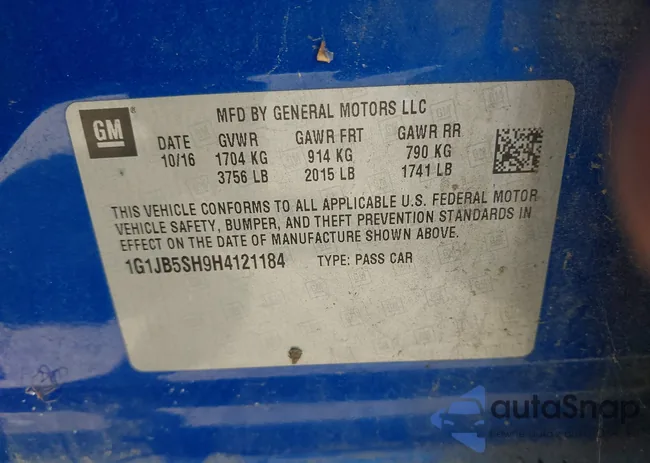 GM
MFD BY GENERAL MOTORS LLC
DATE GVWR GAWR FRT GAWR RR
10/16 1704 KG 914 KG 790 KG
3756 LB 2015 LB 1741 LB
THIS VEHICLE CONFORMS TO ALL APPLICABLE U.S. FEDERAL MOTOR
VEHICLE SAFETY, BUMPER, AND THEFT PREVENTION STANDARDS IN
EFFECT ON THE DATE OF MANUFACTURE SHOWN ABOVE.
1G1JB5SH9H4121184 TYPE: PASS CAR
autoSnap